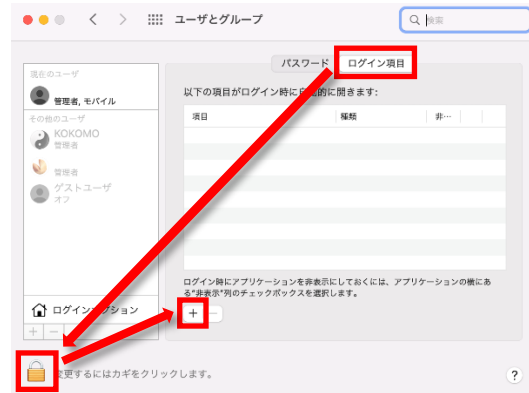 ユーザとグループ
検索
パスワード ログイン項目
現在のユーザ
管理者, モバイル
その他のユーザ
KOKOMO
管理者
管理者
ゲストユーザ
オフ
以下の項目がログイン時に自動的に開きます:
項目 種類 非…
ログイン時にアプリケーションを非表示にしておくには、アプリケーションの横にあ
る"非表示"列のチェックボックスを選択します。
ログインオプション
変更するにはカギをクリックします。
?